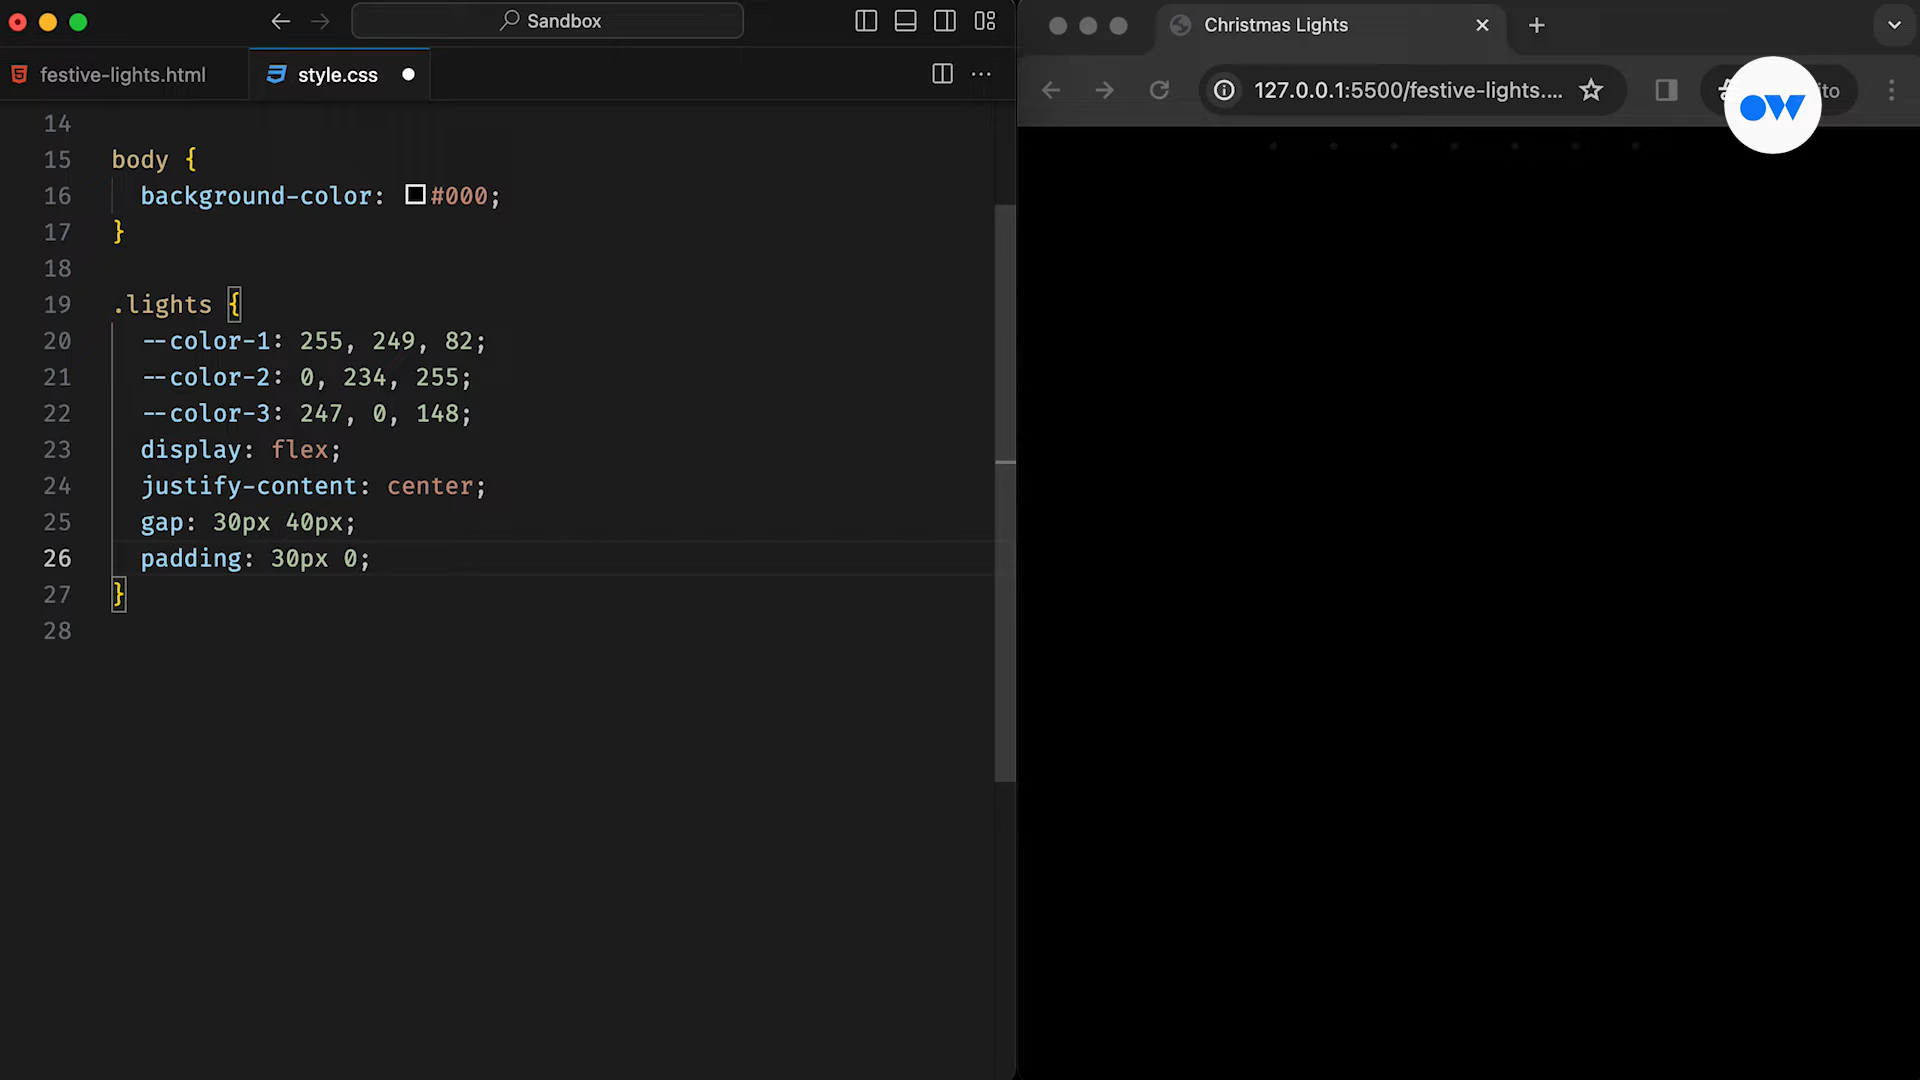 Sandbox
festive-lights.html
style.css
14
15 body {
16 background-color: #000;
17 }
18
19 .lights {
20 --color-1: 255, 249, 82;
21 --color-2: 0, 234, 255;
22 --color-3: 247, 0, 148;
23 display: flex;
24 justify-content: center;
25 gap: 30px 40px;
26 padding: 30px 0;
27 }
28
Christmas Lights
127.0.0.1:5500/festive-lights....
ow